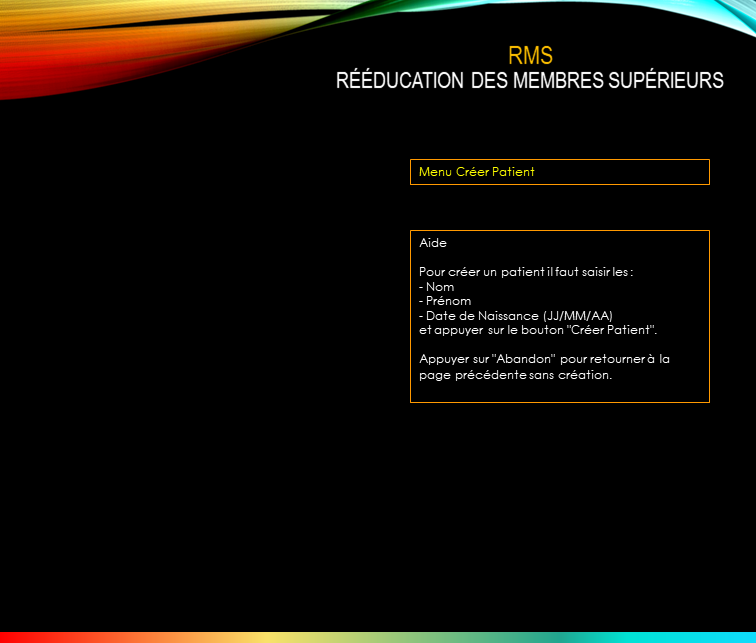 RMS
RÉÉDUCATION DES MEMBRES SUPÉRIEURS
Menu Créer Patient
Aide
Pour créer un patient il faut saisir les :
- Nom
- Prénom
- Date de Naissance (JJ/MM/AA)
et appuyer sur le bouton "Créer Patient".
Appuyer sur "Abandon" pour retourner à la
page précédente sans création.